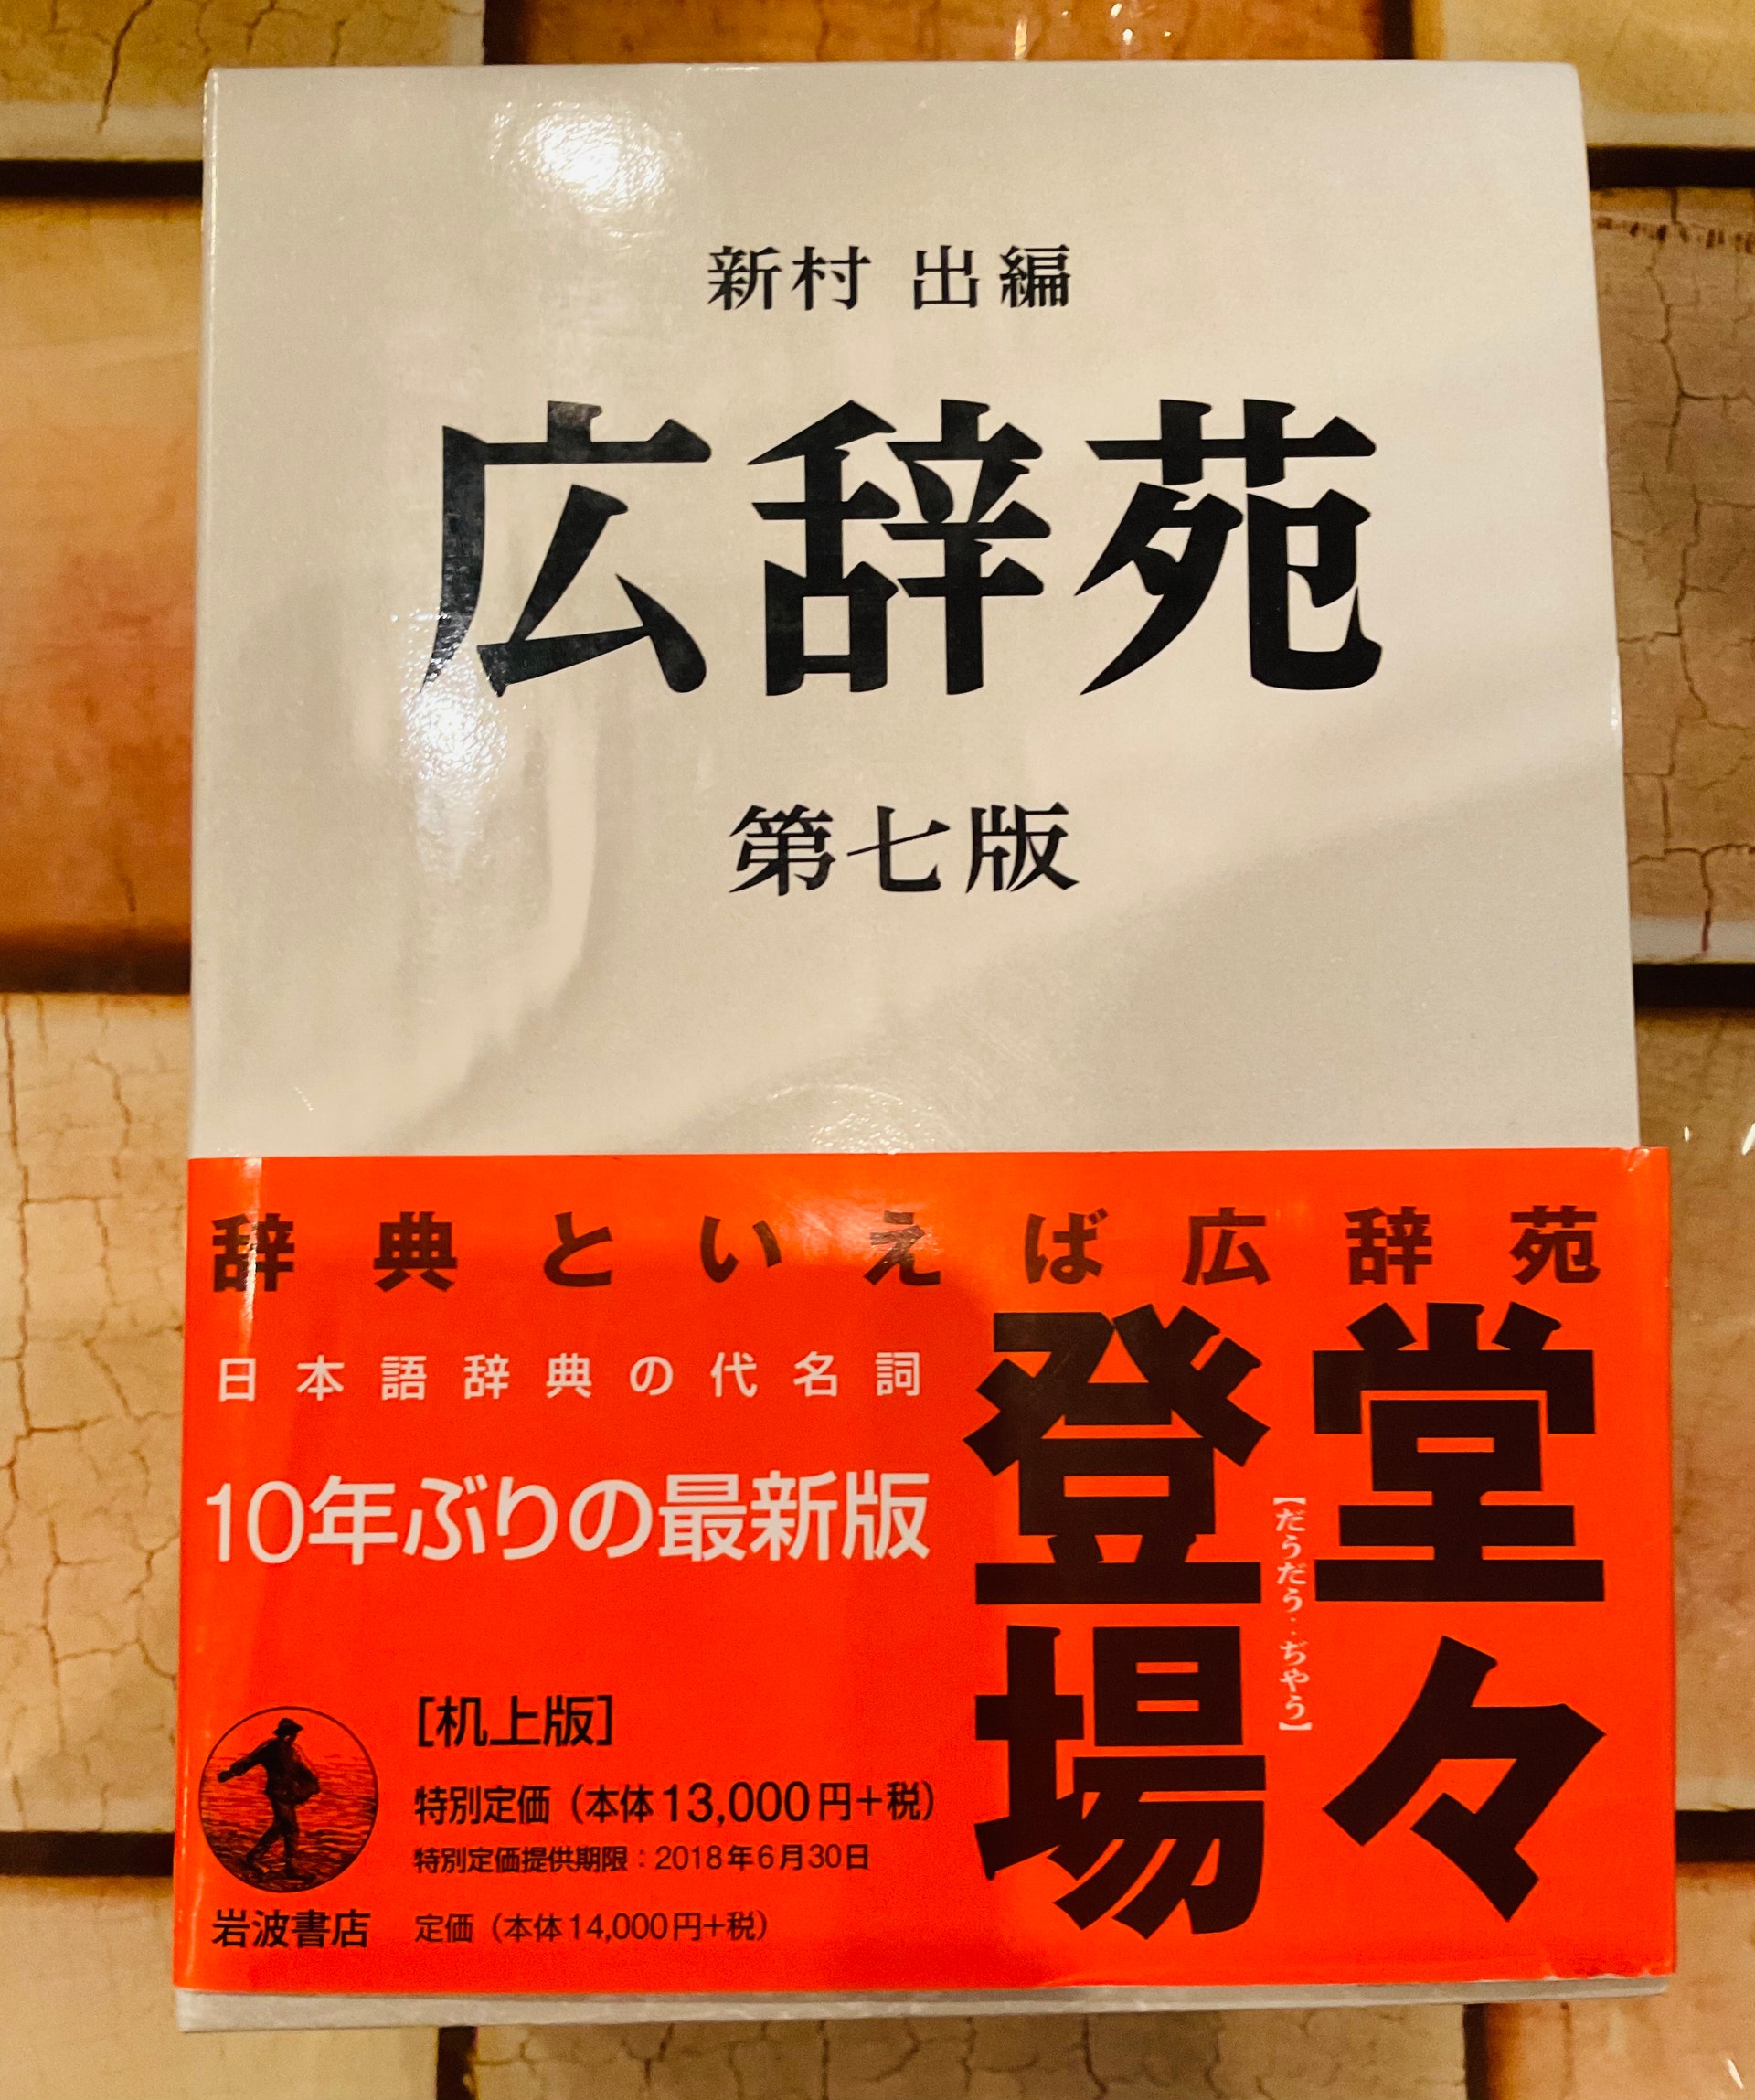 新村 出編
広辞苑
第七版
辞典といえば広辞苑
日本語辞典の代名詞
10年ぶりの最新版
堂々
【だうだう‥ぢやう】
登場
［机上版］
特別定価（本体13,000円+税）
特別定価提供期限：2018年6月30日
定価（本体14,000円+税）
岩波書店